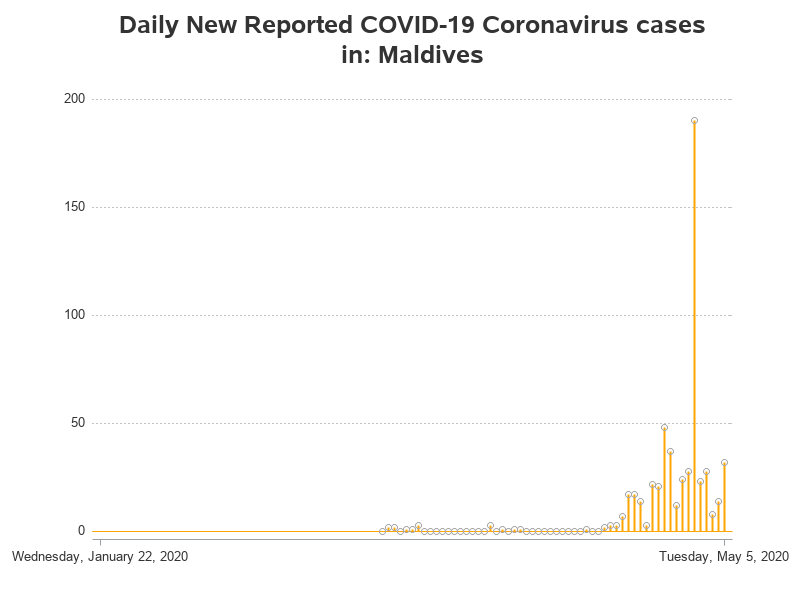 Daily New Reported COVID-19 Coronavirus cases
in: Maldives
200
150
100
50
0
Wednesday, January 22, 2020
Tuesday, May 5, 2020